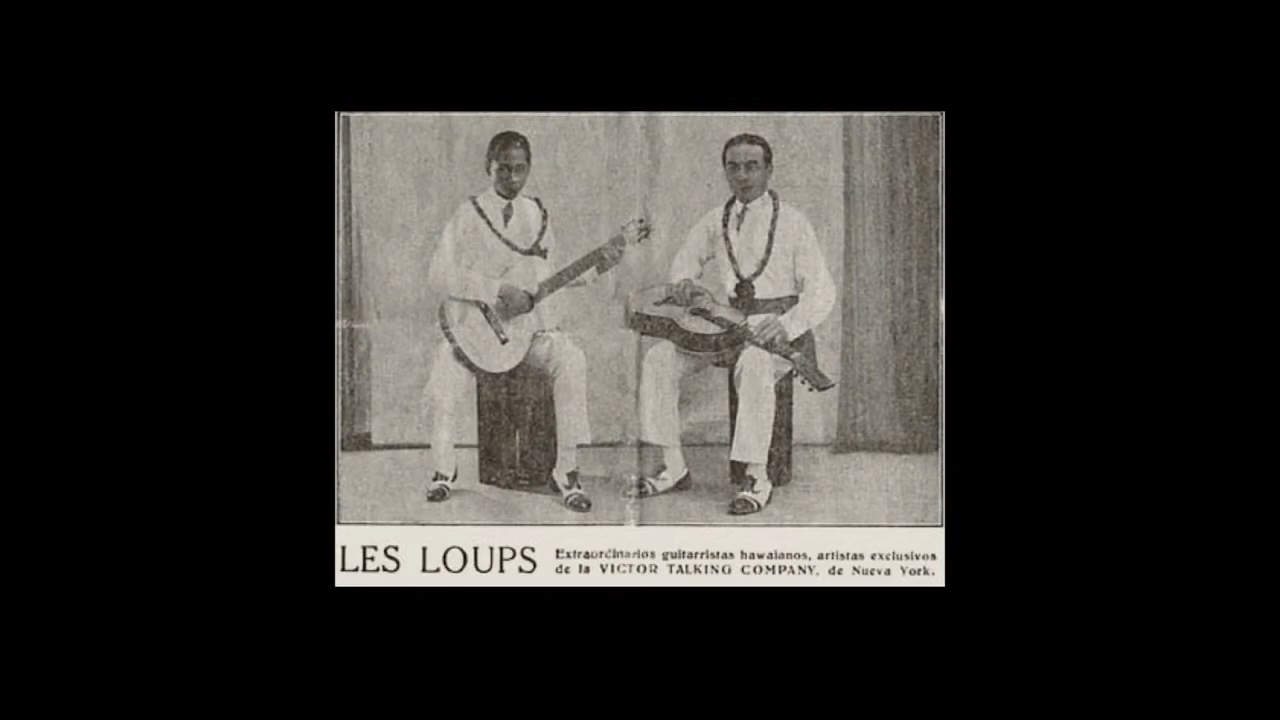 LES LOUPS
Extraordinarios guitarristas hawaianos, artistas exclusivos
de la VICTOR TALKING COMPANY, de Nueva York.